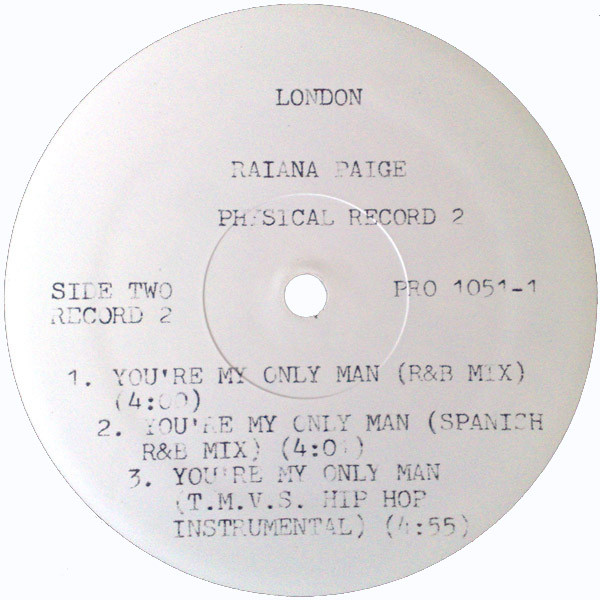 LONDON
RAIANA PAIGE
PHYSICAL RECORD 2
SIDE TWO PRO 1051-1
RECORD 2
1. YOU'RE MY ONLY MAN (R&B MIX)
(4:00)
2. YOU'RE MY ONLY MAN (SPANISH
R&B MIX)
3. YOU'RE MY ONLY MAN
(T.M.V.S. HIP HOP
INSTRUMENTAL) (4:55)